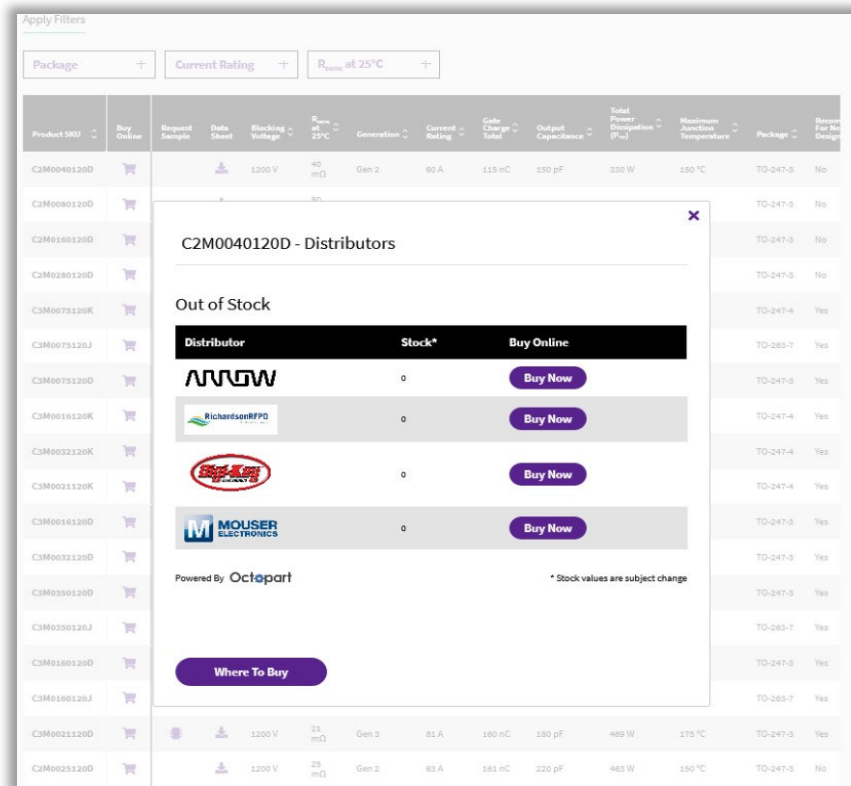 Apply Filters
Package +
Current Rating +
RDS(ON) at 25°C +
Product SKU Buy Online Request Sample Data Sheet Blocking Voltage RDS(ON) at 25°C Generation Current Rating Gate Charge Total Output Capacitance Total Power Dissipation (PTOT) Maximum Junction Temperature Package Recom For Ne Design
C2M0040120D 1200 V 40 mΩ Gen 2 60 A 115 nC 150 pF 330 W 150 °C TO-247-3 No
C2M0080120D 80 TO-247-3 No
C2M0160120D TO-247-3 No
C2M0280120D TO-247-3 No
C3M0075120K TO-247-4 Yes
C3M0075120J TO-263-7 Yes
C3M0075120D TO-247-3 Yes
C3M0016120K TO-247-4 Yes
C3M0032120K TO-247-4 Yes
C3M0021120K TO-247-4 Yes
C3M0016120D TO-247-3 Yes
C3M0032120D TO-247-3 Yes
C3M0350120D TO-247-3 Yes
C3M0350120J TO-263-7 Yes
C3M0160120D TO-247-3 Yes
C3M0160120J TO-263-7 Yes
C3M0021120D 1200 V 21 mΩ Gen 3 81 A 160 nC 180 pF 469 W 175 °C TO-247-3 Yes
C2M0025120D 1200 V 25 mΩ Gen 2 63 A 161 nC 220 pF 463 W 150 °C TO-247-3 No
C2M0040120D - Distributors
Out of Stock
Distributor Stock* Buy Online
ARROW 0 Buy Now
RichardsonRFPD 0 Buy Now
Digi-Key 0 Buy Now
M MOUSER ELECTRONICS 0 Buy Now
Powered By Octopart
* Stock values are subject change
Where To Buy